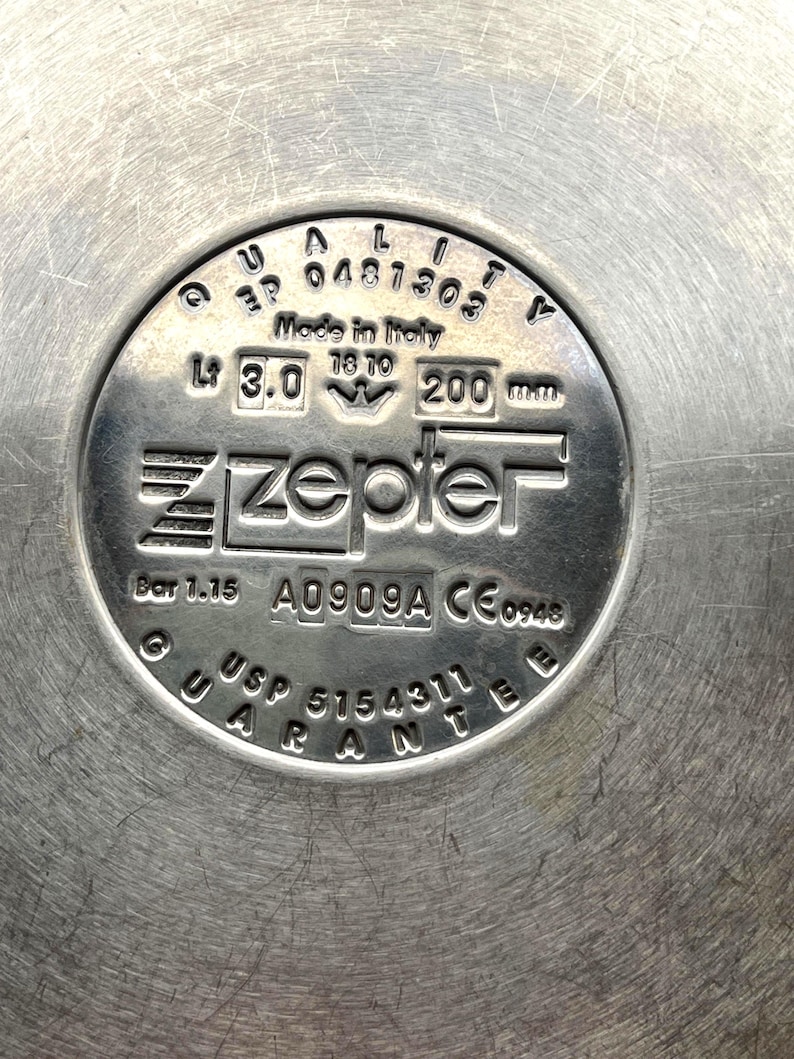 QUALITY
EP 0481303
Made in Italy
18 10
Lt 3.0 200 mm
zepter
Bar 1.15 A0909A CE 0948
USP 5154311
GUARANTEE